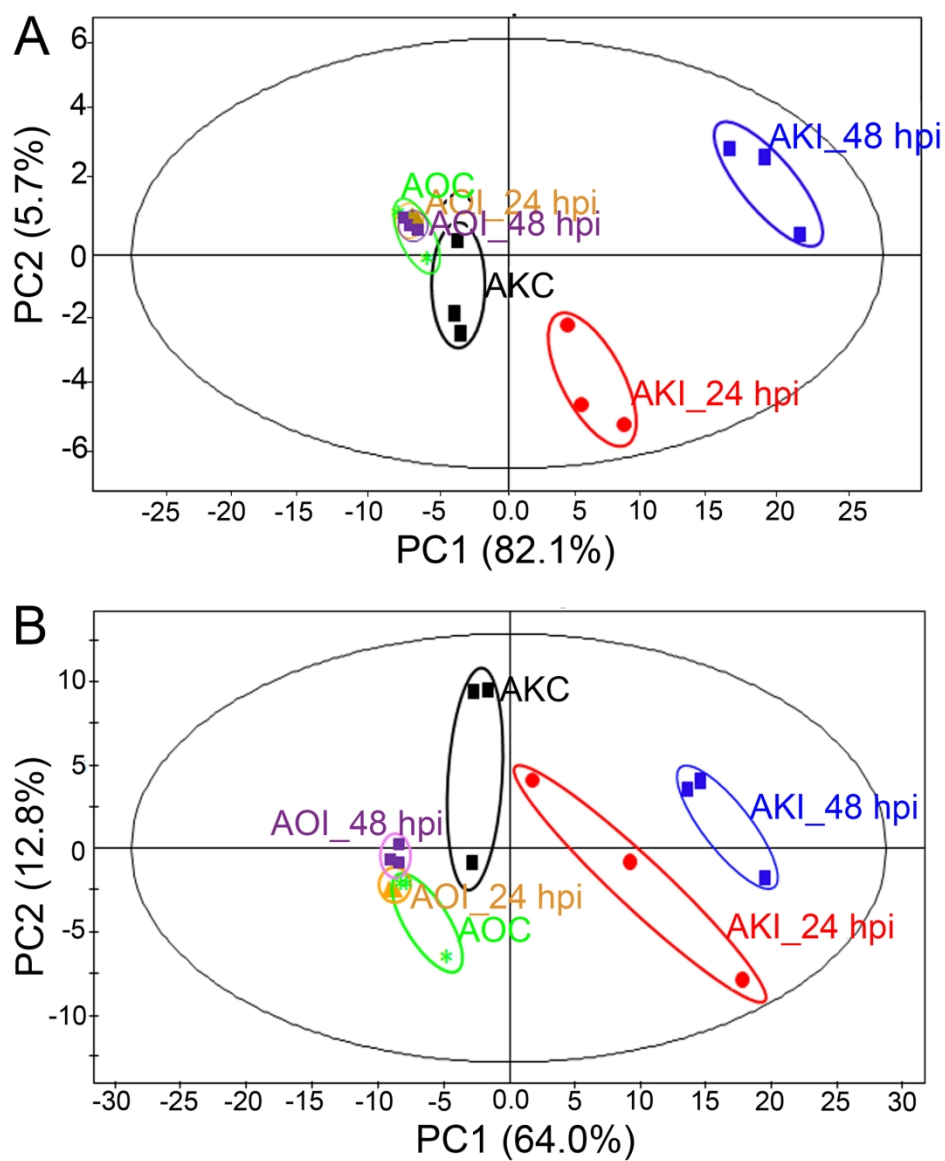 A
PC2 (5.7%)
6
4
2
0
-2
-4
-6
AKI_48 hpi
AOC
AOI_24 hpi
AOI_48 hpi
AKC
AKI_24 hpi
-25 -20 -15 -10 -5 0.0 5 10 15 20 25
PC1 (82.1%)
B
PC2 (12.8%)
10
5
0
-5
-10
AKC
AKI_48 hpi
AOI_48 hpi
AOI_24 hpi
AOC
AKI_24 hpi
-30 -25 -20 -15 -10 -5 0.0 5 10 15 20 25 30
PC1 (64.0%)